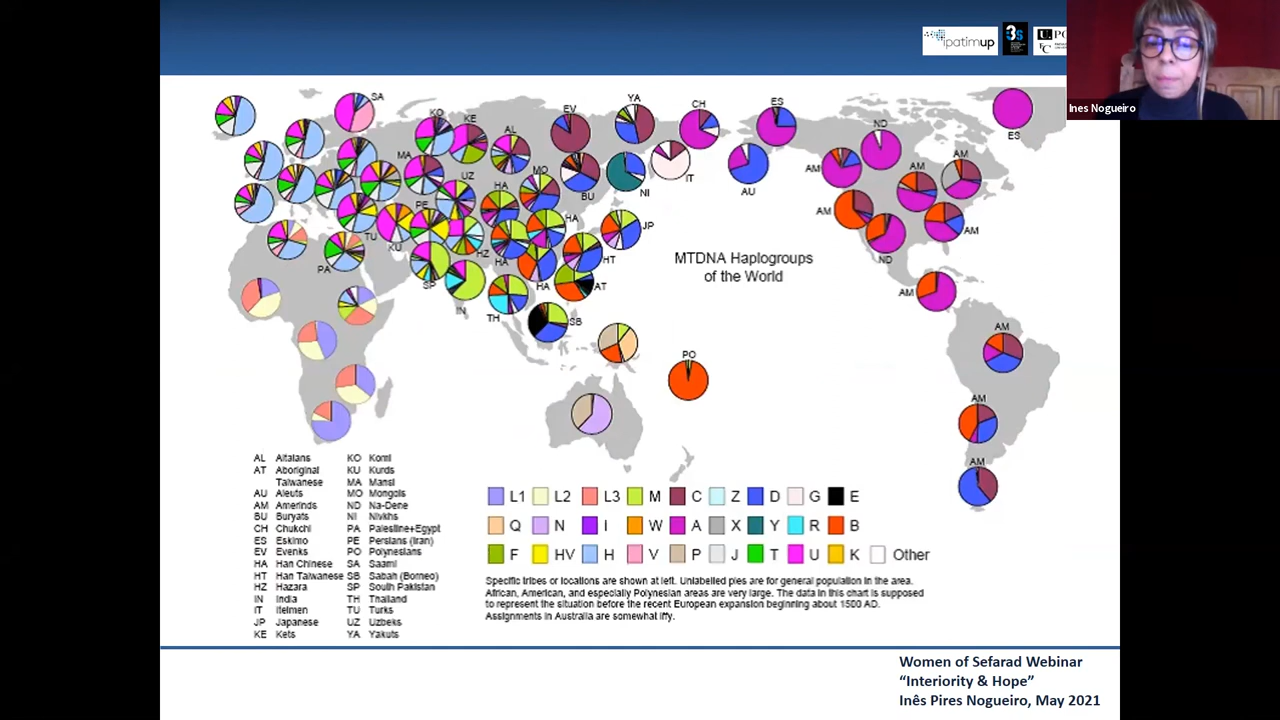 ipatimup
3s
Ines Nogueiro
SA
KO
KE
AL
EV
YA
CH
ES
ND
ES
MA
UZ
MO
BU
NI
IT
AU
AM
AM
AM
PE
HA
HA
JP
AM
AM
TU
KU
HZ
HA
HT
ND
PA
SP
IN
TH
HA
AT
SB
AM
PO
AM
AM
AM
MTDNA Haplogroups
of the World
AL Altaians
AT Aboriginal
Taiwanese
AU Aleuts
AM Amerinds
BU Buryats
CH Chukchi
ES Eskimo
EV Evenks
HA Han Chinese
HT Han Taiwanese
HZ Hazara
IN India
IT Itelmen
JP Japanese
KE Kets
KO Komi
KU Kurds
MA Mansi
MO Mongols
ND Na-Dene
NI Nivkhs
PA Palestine+Egypt
PE Persians (Iran)
PO Polynesians
SA Saami
SB Sabah (Borneo)
SP South Pakistan
TH Thailand
TU Turks
UZ Uzbeks
YA Yakuts
L1 L2 L3 M C Z D G E
Q N I W A X Y R B
F HV H V P J T U K Other
Specific tribes or locations are shown at left. Unlabelled pies are for general population in the area.
African, American, and especially Polynesian areas are very large. The data in this chart is supposed
to represent the situation before the recent European expansion beginning about 1500 AD.
Assignments in Australia are somewhat iffy.
Women of Sefarad Webinar
“Interiority & Hope”
Inês Pires Nogueiro, May 2021